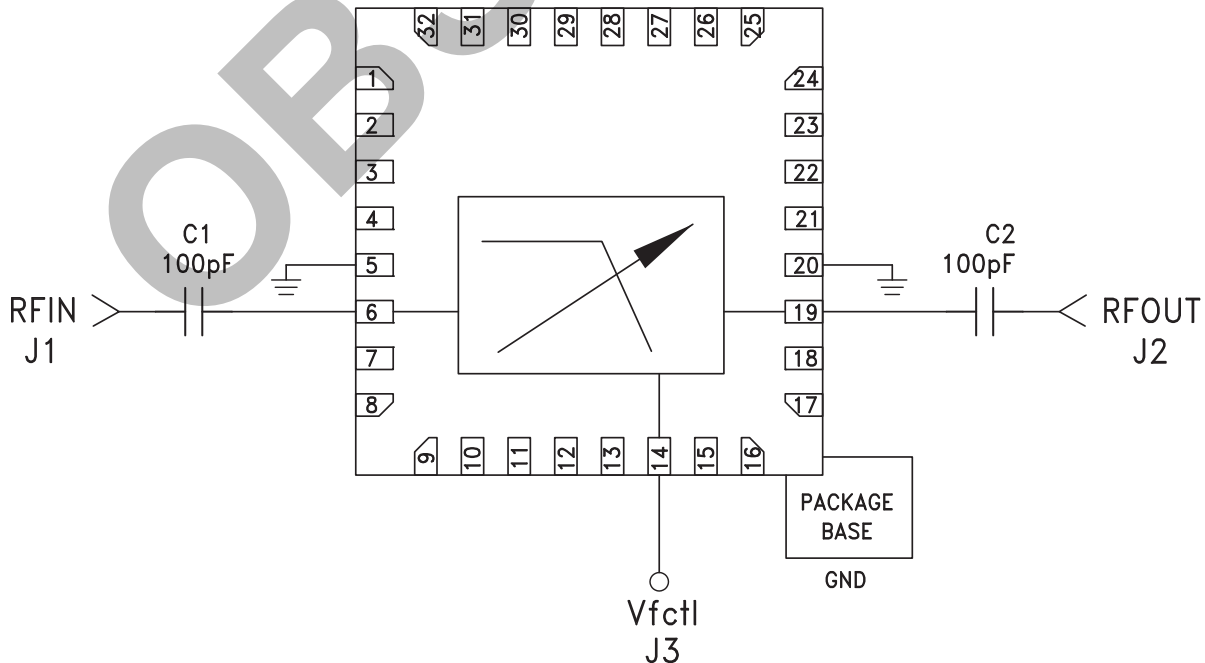 32 31 30 29 28 27 26 25
1 24
2 23
3 22
4 21
C1 C2
100pF 5 20 100pF
RFIN 6 19 RFOUT
J1 7 18 J2
8 17
9 10 11 12 13 14 15 16
PACKAGE
BASE
GND
Vfctl
J3